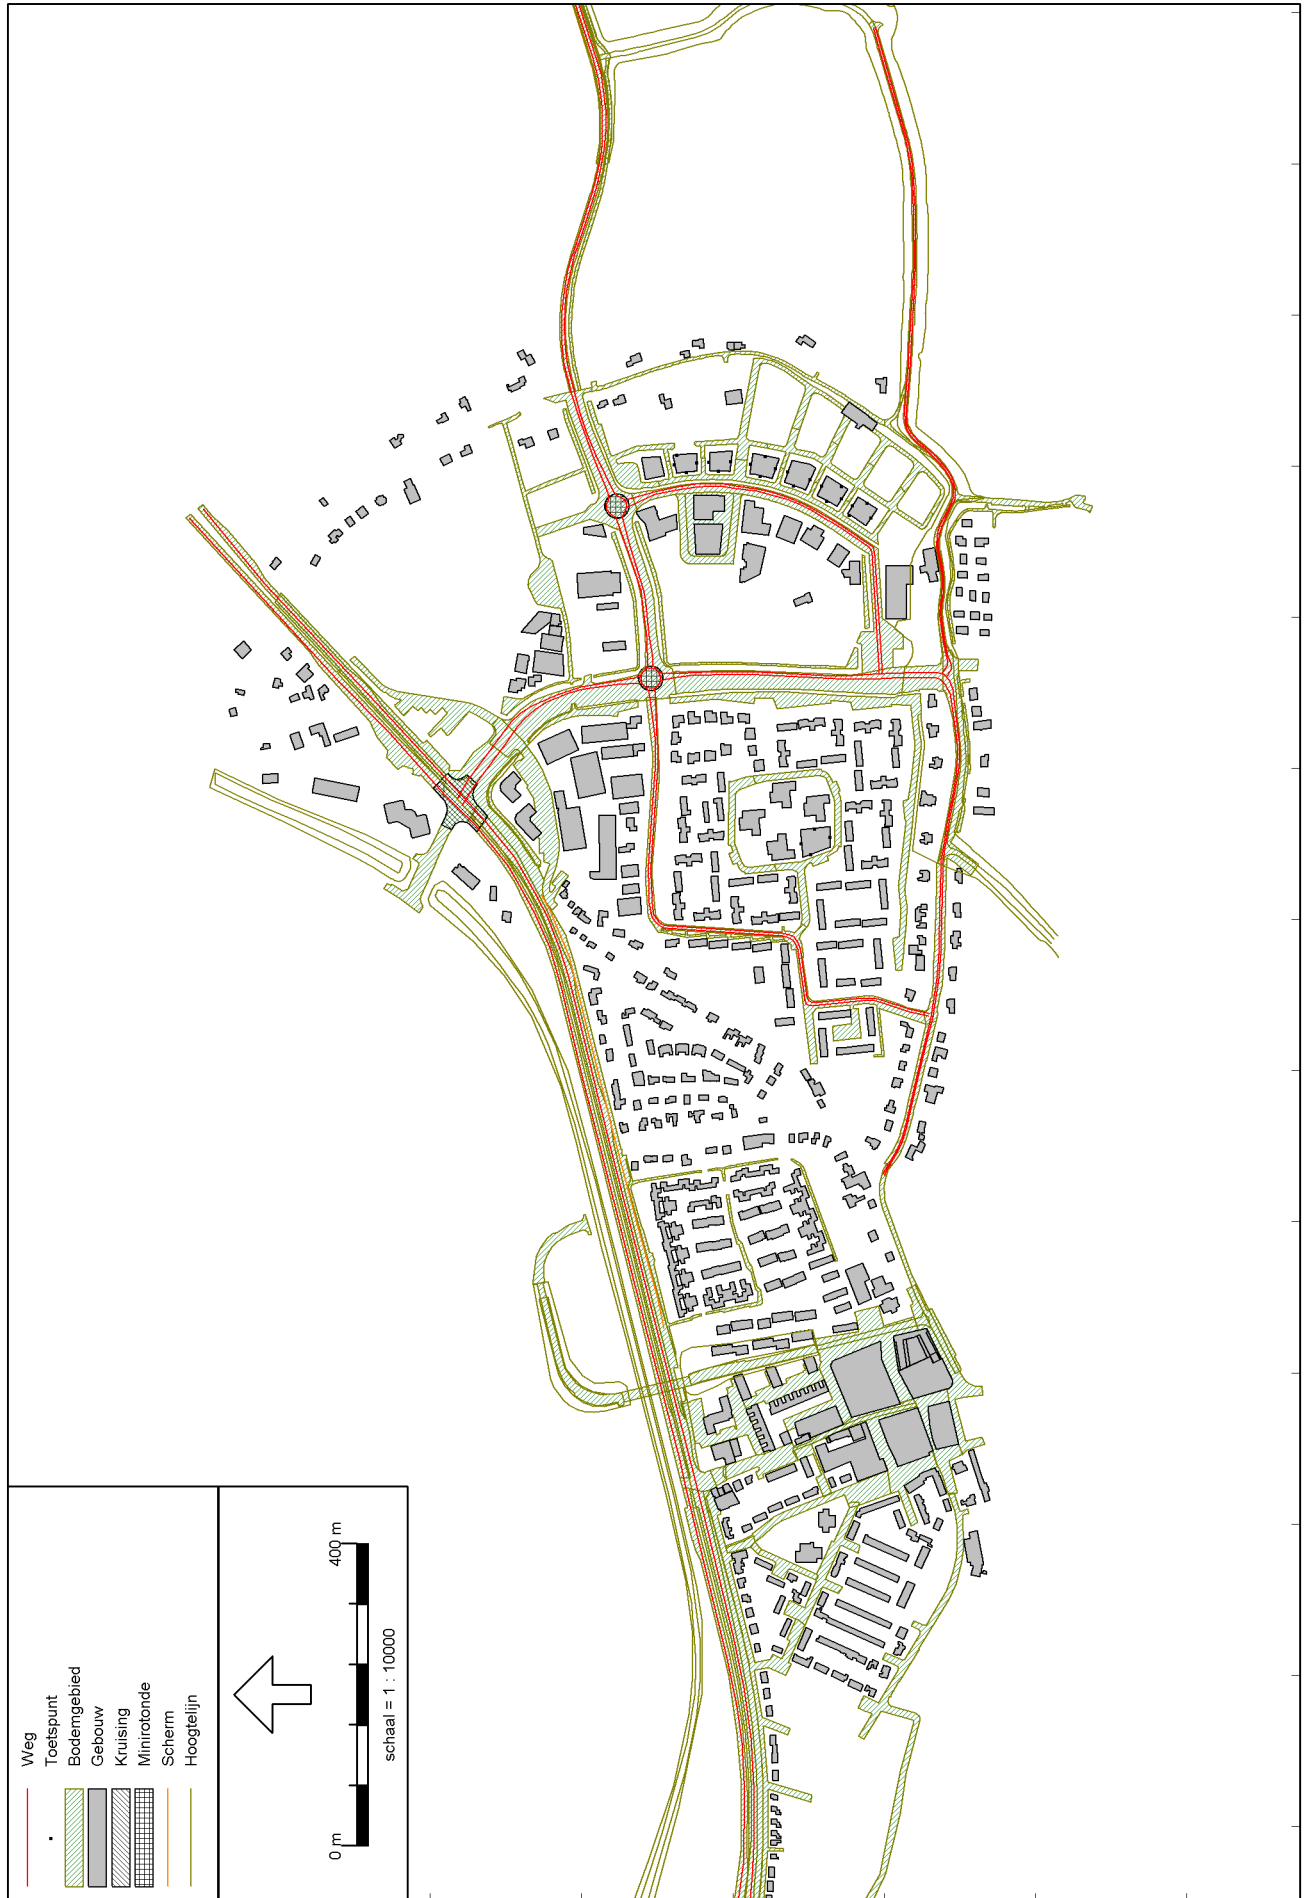 Weg
Toetspunt
Bodemgebied
Gebouw
Kruising
Minirotonde
Scherm
Hoogtelijn
0 m
400 m
schaal = 1 : 10000